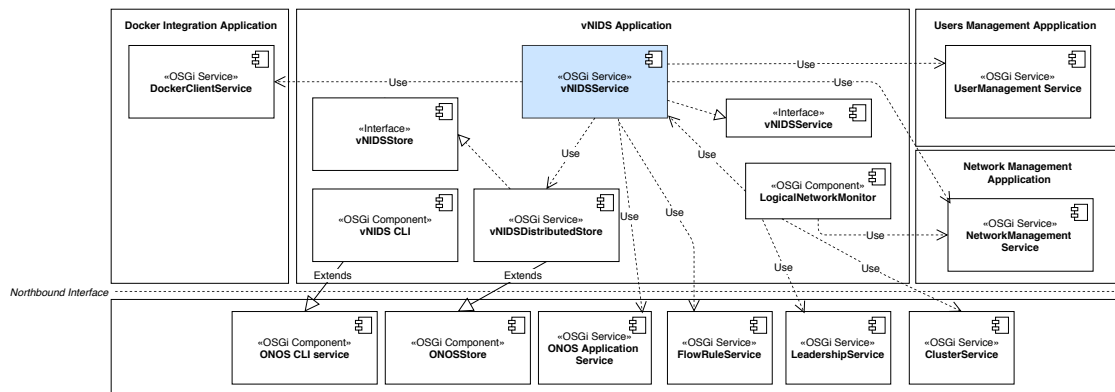 Docker Integration Application
vNIDS Application
Users Management Appplication
«OSGi Service»
DockerClientService
«OSGi Service»
vNIDSService
«OSGi Service»
UserManagement Service
Use
Use
Use
«Interface»
vNIDSStore
«Interface»
vNIDSService
Use
Use
Network Management
Appplication
«OSGi Component»
LogicalNetworkMonitor
«OSGi Component»
vNIDS CLI
«OSGi Service»
vNIDSDistributedStore
Use
Use
«OSGi Service»
NetworkManagement
Service
Use
Extends
Extends
Use
Use
Northbound Interface
«OSGi Component»
ONOS CLI service
«OSGi Component»
ONOSStore
«OSGi Service»
ONOS Application
Service
«OSGi Service»
FlowRuleService
«OSGi Service»
LeadershipService
«OSGi Service»
ClusterService